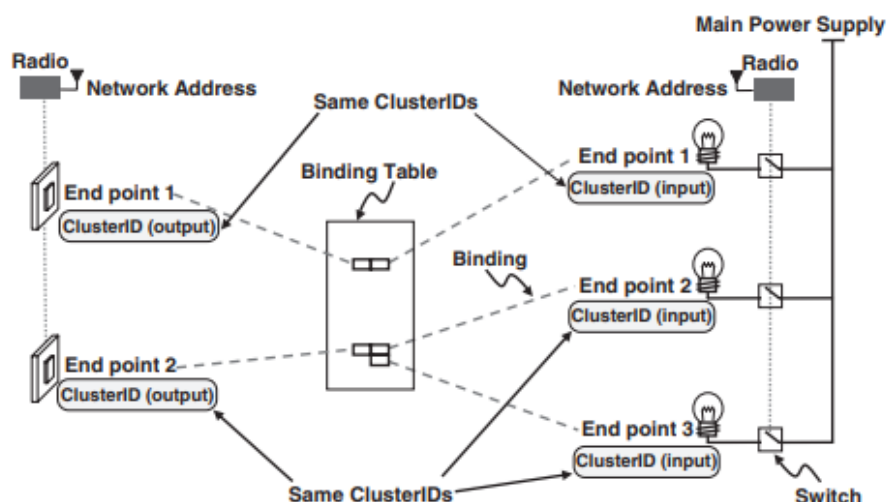 Main Power Supply
Radio
Network Address
Same ClusterIDs
Network Address
Radio
End point 1
ClusterID (output)
Binding Table
End point 1
ClusterID (input)
Binding
End point 2
ClusterID (input)
End point 2
ClusterID (output)
End point 3
ClusterID (input)
Same ClusterIDs
Switch